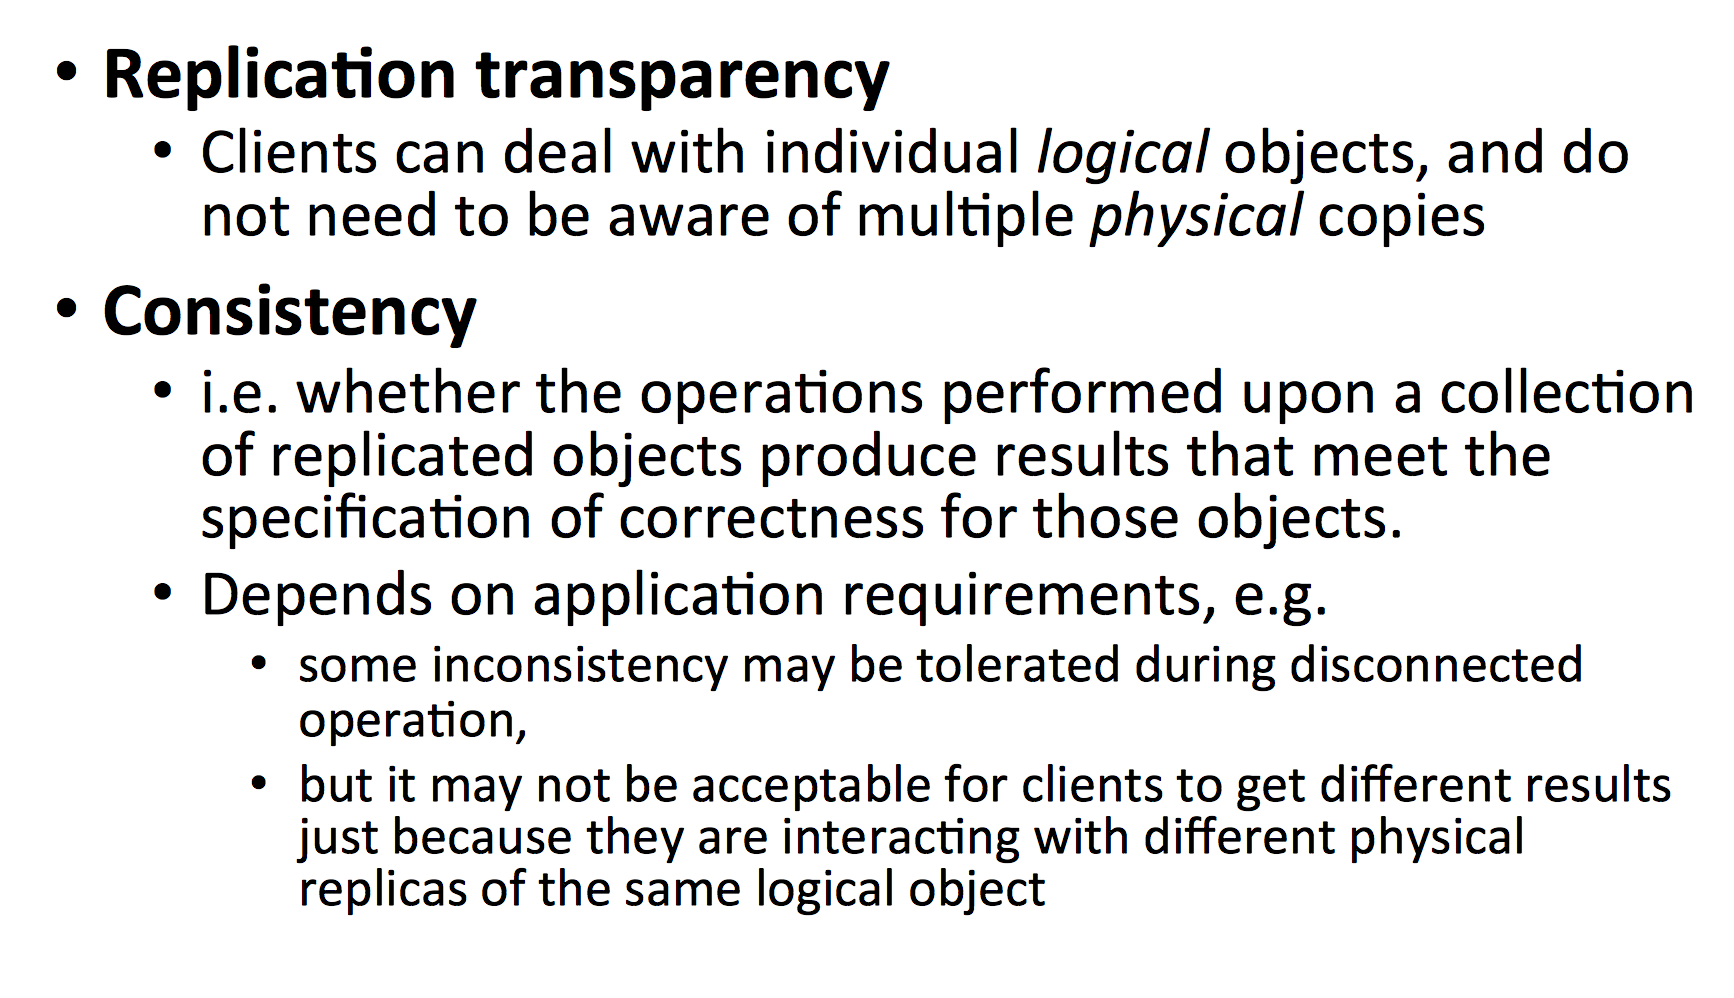 • Replication transparency
• Clients can deal with individual logical objects, and do
not need to be aware of multiple physical copies
• Consistency
• i.e. whether the operations performed upon a collection
of replicated objects produce results that meet the
specification of correctness for those objects.
• Depends on application requirements, e.g.
• some inconsistency may be tolerated during disconnected
operation,
• but it may not be acceptable for clients to get different results
just because they are interacting with different physical
replicas of the same logical object